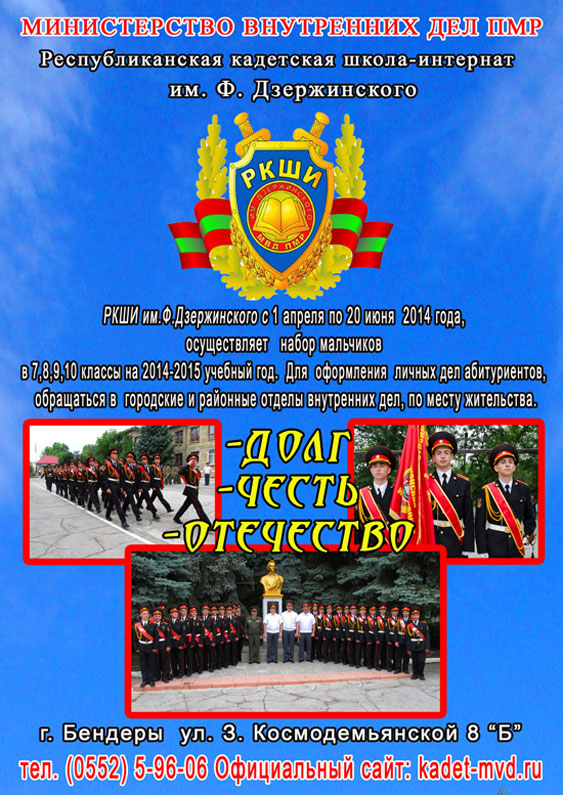 МИНИСТЕРСТВО ВНУТРЕННИХ ДЕЛ ПМР
Республиканская кадетская школа-интернат
им. Ф. Дзержинского
РКШИ
ИМ. ДЗЕРЖИНСКОГО
МВД ПМР
РКШИ им.Ф.Дзержинского с 1 апреля по 20 июня 2014 года,
осуществляет набор мальчиков
в 7,8,9,10 классы на 2014-2015 учебный год. Для оформления личных дел абитуриентов,
обращаться в городские и районные отделы внутренних дел, по месту жительства.
-ДОЛГ
-ЧЕСТЬ
-ОТЕЧЕСТВО
г. Бендеры ул. З. Космодемьянской 8 “Б”
тел. (0552) 5-96-06 Официальный сайт: kadet-mvd.ru